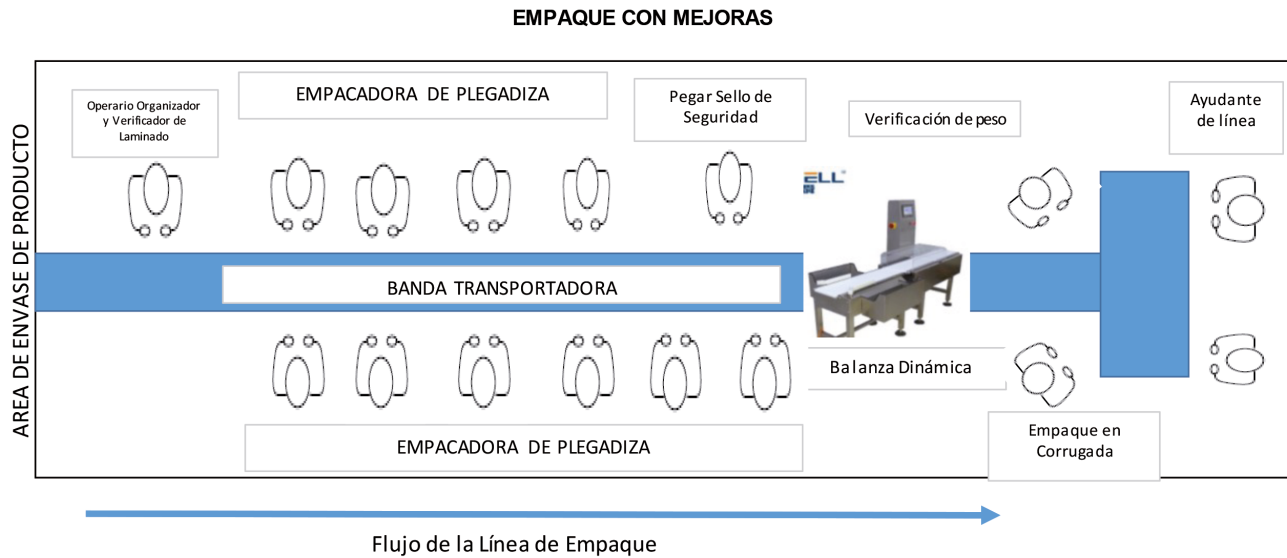 EMPAQUE CON MEJORAS
AREA DE ENVASE DE PRODUCTO
Operario Organizador
y Verificador de
Laminado
EMPACADORA DE PLEGADIZA
Pegar Sello de
Seguridad
Verificación de peso
Ayudante
de línea
ELL
BANDA TRANSPORTADORA
Balanza Dinámica
EMPACADORA DE PLEGADIZA
Empaque en
Corrugada
Flujo de la Línea de Empaque